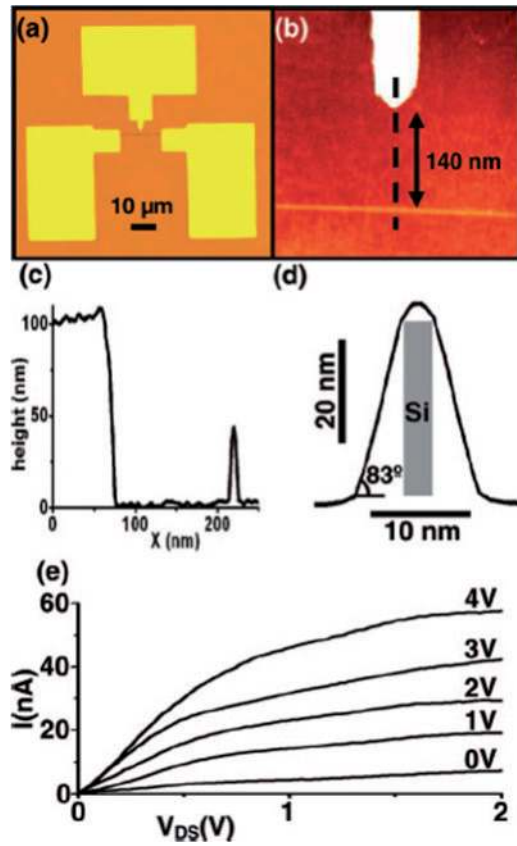 (a)
10 µm
(b)
140 nm
(c)
height (nm)
100
50
0
0
100
200
X (nm)
(d)
20 nm
Si
83º
10 nm
(e)
I(nA)
60
40
20
0
4V
3V
2V
1V
0V
0
1
2
V_DS(V)